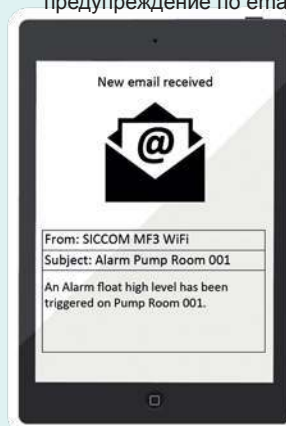 предупреждение по ema
New email received
@
From: SICCOM MF3 WiFi
Subject: Alarm Pump Room 001
An Alarm float high level has been
triggered on Pump Room 001.